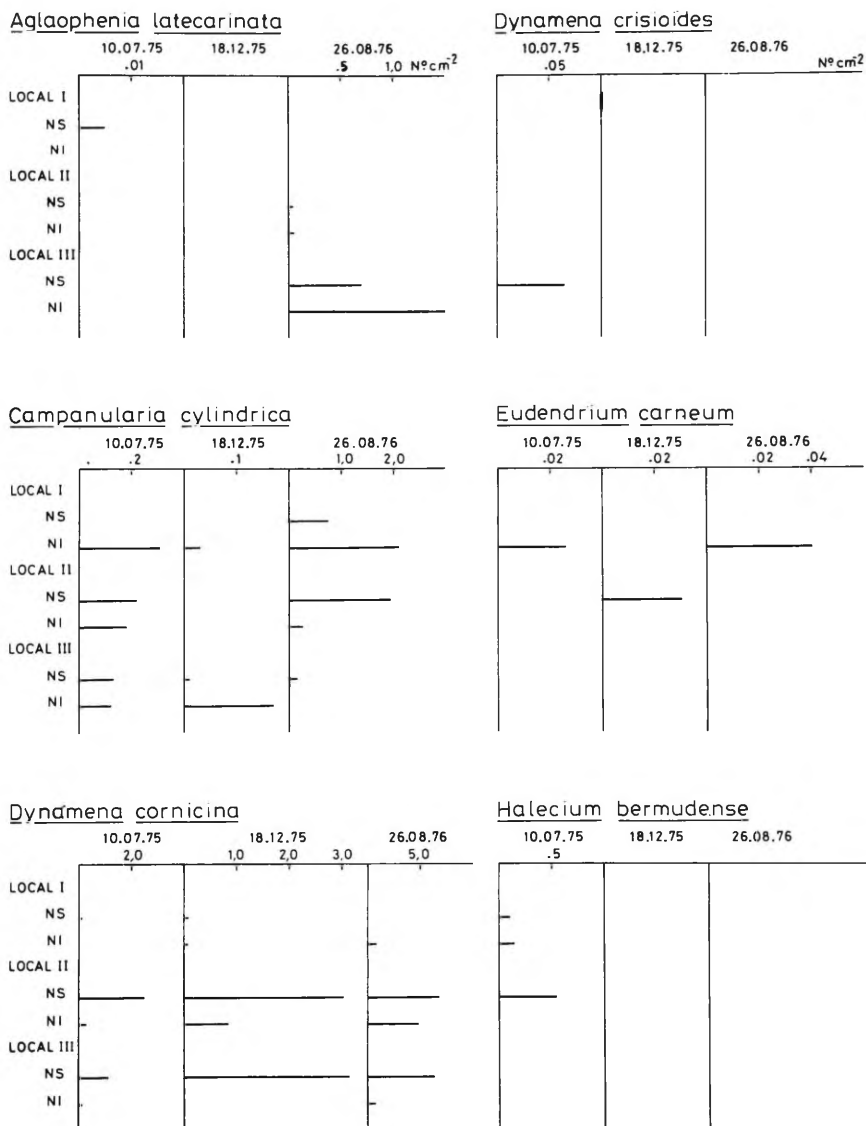 Aglaophenia latecarinata
10.07.75 18.12.75 26.08.76
.01 .5 1,0 Nº cm-2
LOCAL I
NS
NI
LOCAL II
NS
NI
LOCAL III
NS
NI
Dynamena crisioides
10.07.75 18.12.75 26.08.76
.05 Nº cm-2
Campanularia cylindrica
10.07.75 18.12.75 26.08.76
.2 .1 1,0 2,0
LOCAL I
NS
NI
LOCAL II
NS
NI
LOCAL III
NS
NI
Eudendrium carneum
10.07.75 18.12.75 26.08.76
.02 .02 .02 .04
Dynamena cornicina
10.07.75 18.12.75 26.08.76
2,0 1,0 2,0 3,0 5,0
LOCAL I
NS
NI
LOCAL II
NS
NI
LOCAL III
NS
NI
Halecium bermudense
10.07.75 18.12.75 26.08.76
.5